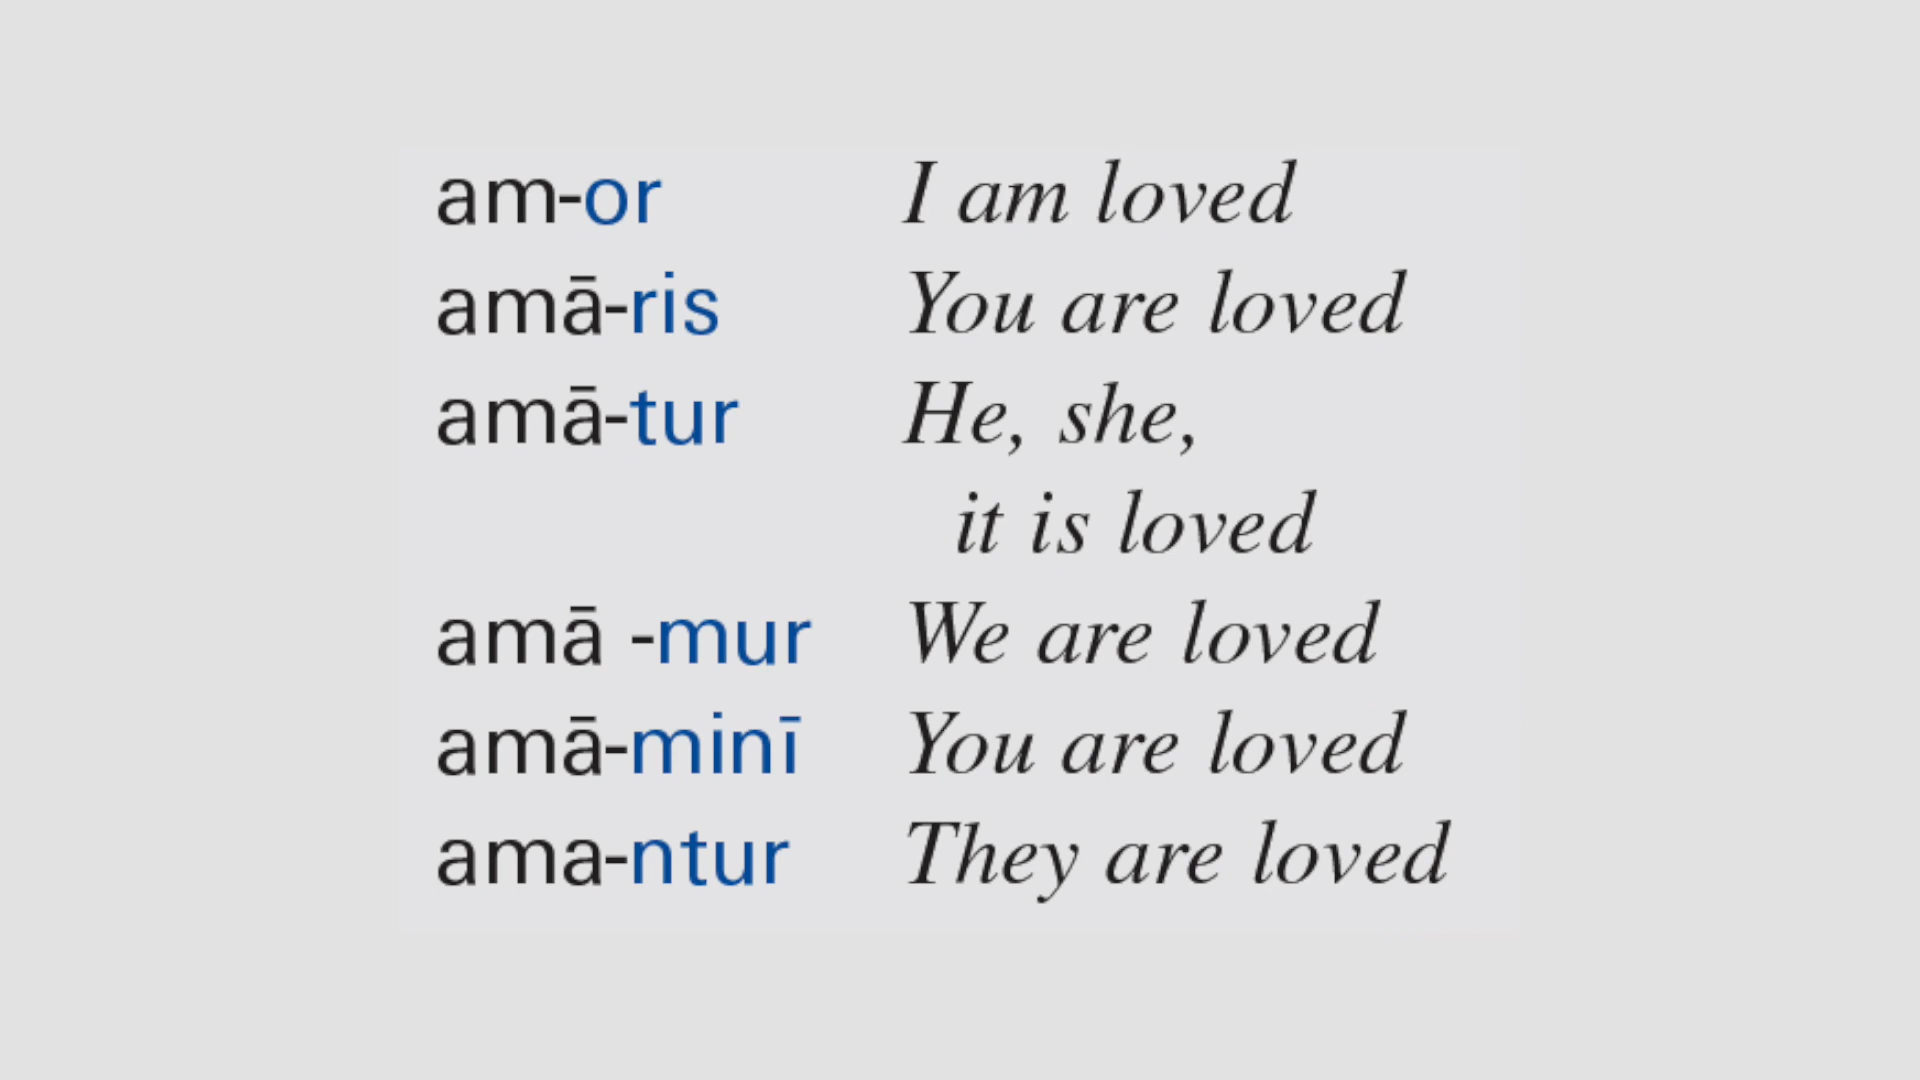 am-or I am loved
amā-ris You are loved
amā-tur He, she,
it is loved
amā -mur We are loved
amā-minī You are loved
ama-ntur They are loved